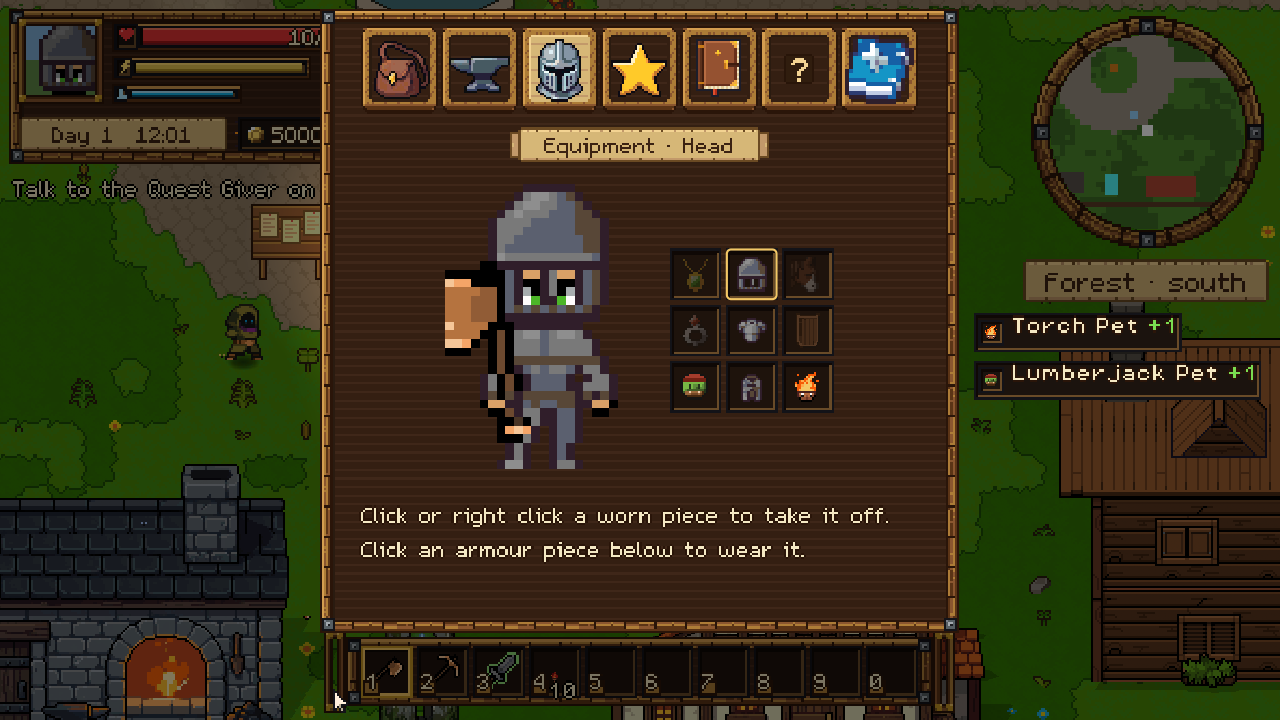 10
Day 1 12:01
5000
Talk to the Quest Giver on
?
Equipment · Head
Forest · south
Torch Pet +1
Lumberjack Pet +1
Click or right click a worn piece to take it off.
Click an armour piece below to wear it.
1 2 3 4 10 5 6 7 8 9 0